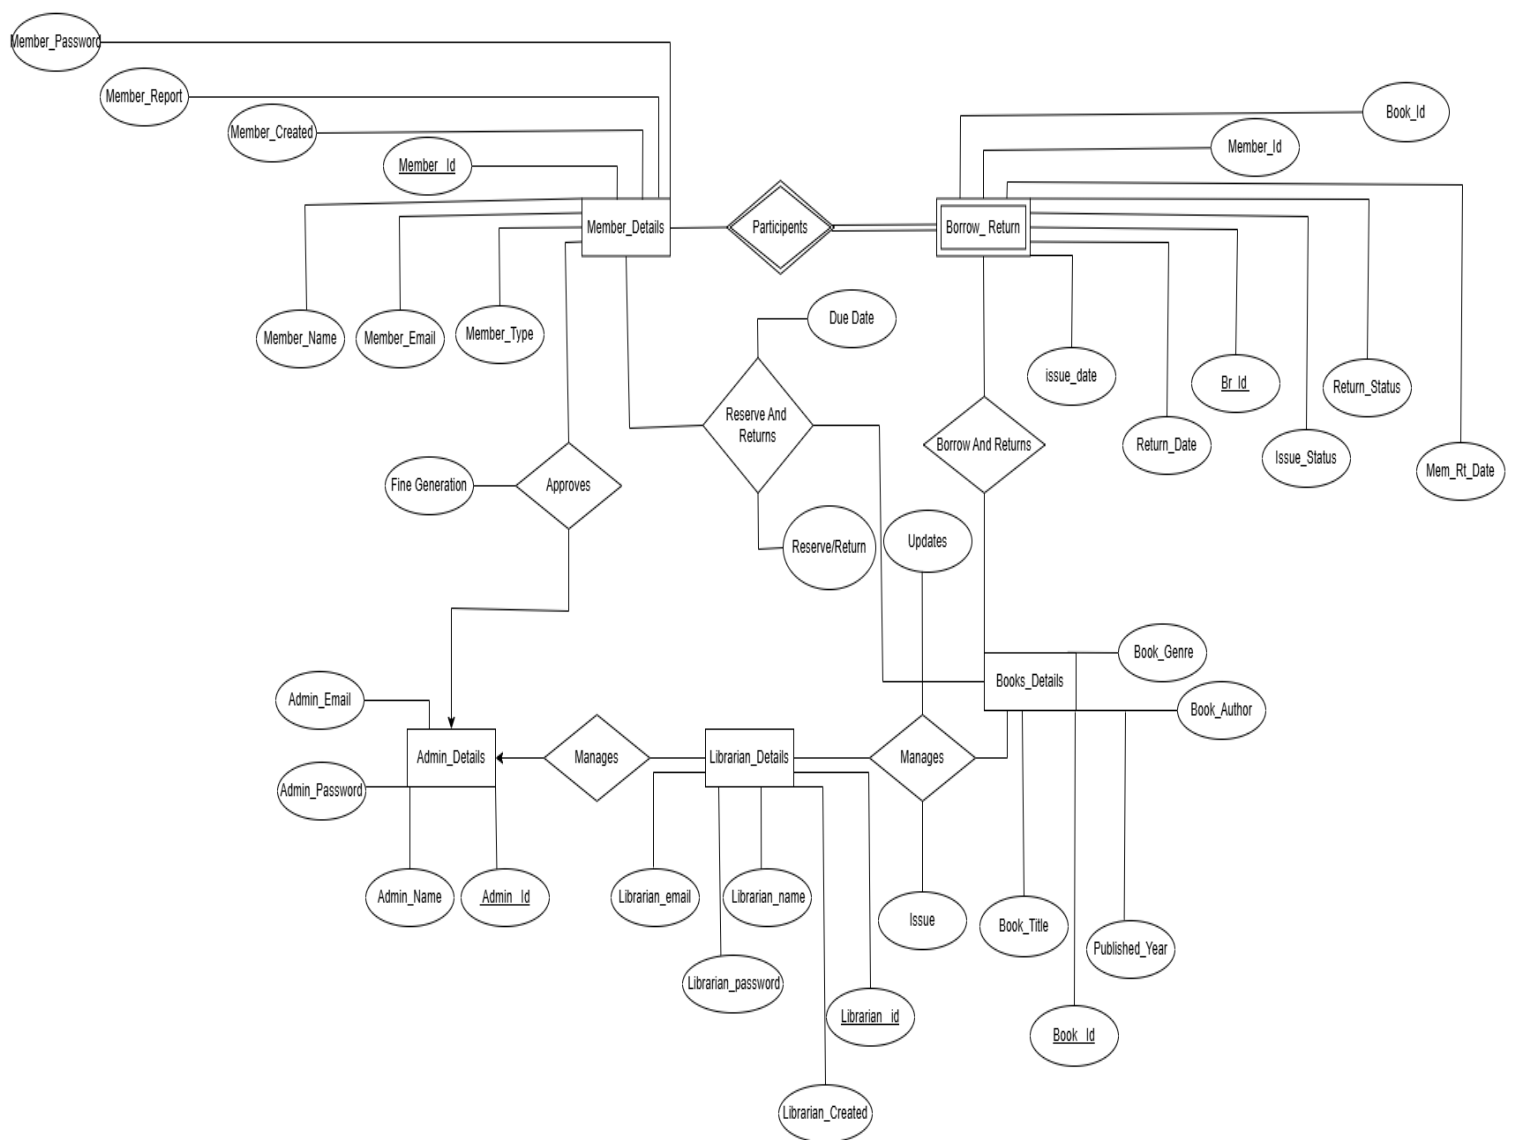 Member_Password
Member_Report
Book_Id
Member_Created
Member_Id
Member_Id
Member_Details
Participents
Borrow_ Return
Due Date
Member_Name
Member_Email
Member_Type
issue_date
Br_Id
Return_Status
Reserve And
Returns
Borrow And Returns
Return_Date
Issue_Status
Mem_Rt_Date
Fine Generation
Approves
Reserve/Return
Updates
Book_Genre
Books_Details
Admin_Email
Book_Author
Admin_Details
Manages
Librarian_Details
Manages
Admin_Password
Admin_Name
Admin_Id
Librarian_email
Librarian_name
Issue
Book_Title
Published_Year
Librarian_password
Librarian_id
Book_Id
Librarian_Created